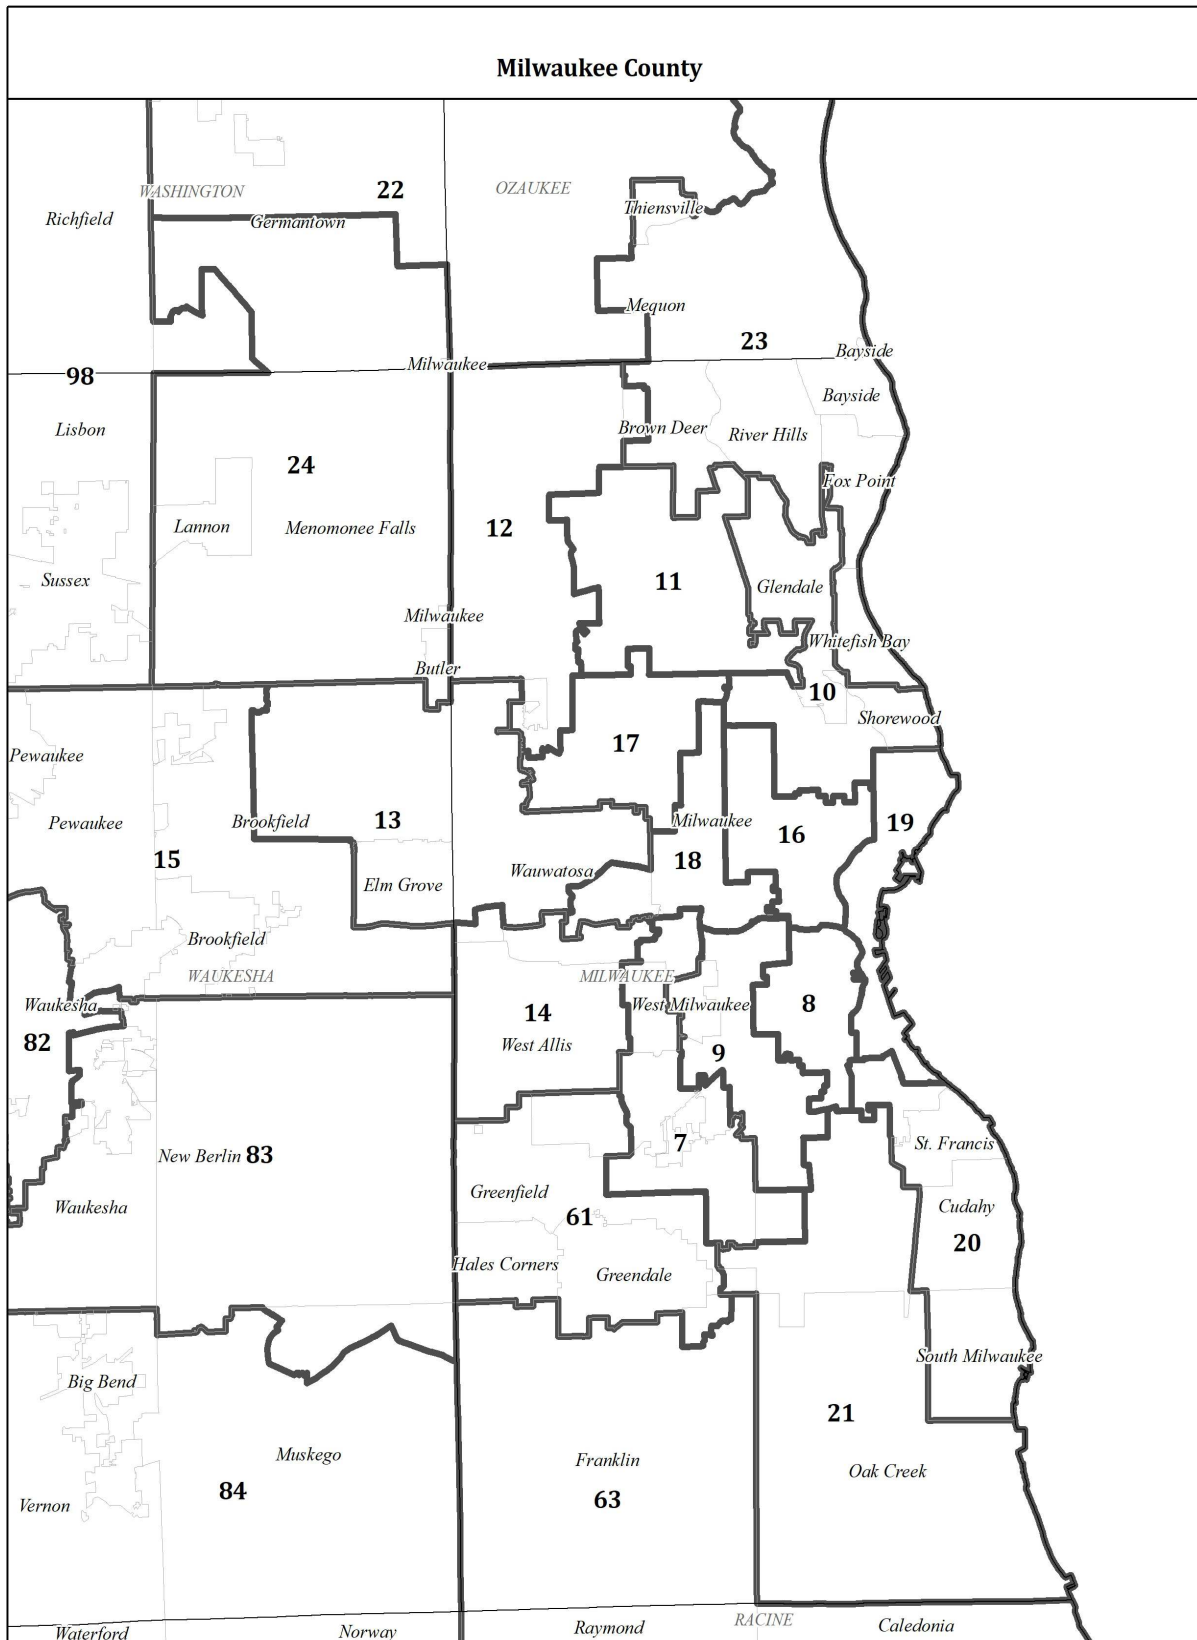 Milwaukee County
WASHINGTON
22
OZAUKEE
Richfield
Germantown
Thiensville
Mequon
23
Bayside
Milwaukee
98
Bayside
Lisbon
Brown Deer
River Hills
24
Fox Point
Lannon
Menomonee Falls
12
Sussex
11
Glendale
Milwaukee
Whitefish Bay
Butler
10
Shorewood
17
Pewaukee
Pewaukee
Brookfield
13
Milwaukee
16
19
15
18
Wauwatosa
Elm Grove
Brookfield
WAUKESHA
MILWAUKEE
Waukesha
West Milwaukee
8
14
82
West Allis
9
7
St. Francis
New Berlin 83
Greenfield
Waukesha
61
Cudahy
20
Hales Corners
Greendale
South Milwaukee
Big Bend
21
Muskego
Franklin
Oak Creek
84
63
Vernon
RACINE
Caledonia
Waterford
Norway
Raymond